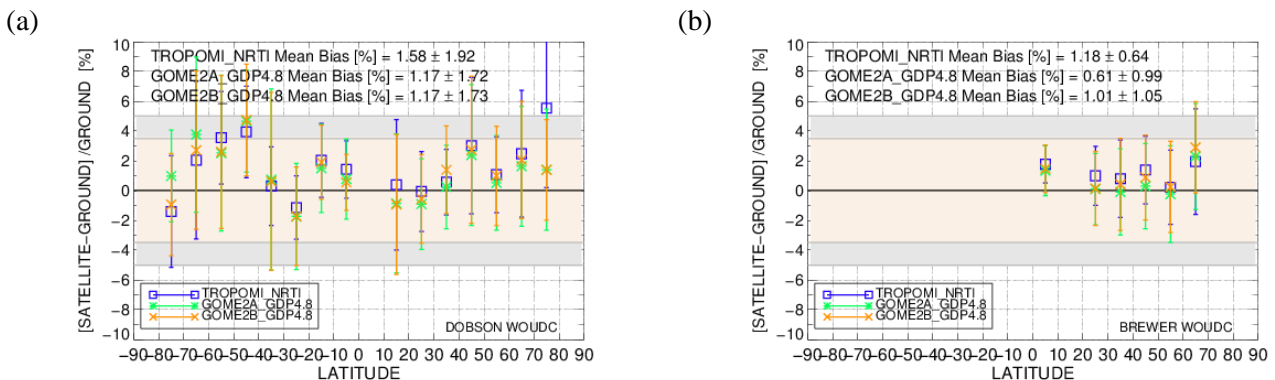 (a)
[SATELLITE-GROUND] /GROUND [%]
10
8
6
4
2
0
-2
-4
-6
-8
-10
TROPOMI_NRTI Mean Bias [%] = 1.58 ± 1.92
GOME2A_GDP4.8 Mean Bias [%] = 1.17 ± 1.72
GOME2B_GDP4.8 Mean Bias [%] = 1.17 ± 1.73
TROPOMI_NRTI
GOME2A_GDP4.8
GOME2B_GDP4.8
DOBSON WOUDC
-90-80-70-60-50-40-30-20-10 0 10 20 30 40 50 60 70 80 90
LATITUDE
(b)
[SATELLITE-GROUND] /GROUND [%]
10
8
6
4
2
0
-2
-4
-6
-8
-10
TROPOMI_NRTI Mean Bias [%] = 1.18 ± 0.64
GOME2A_GDP4.8 Mean Bias [%] = 0.61 ± 0.99
GOME2B_GDP4.8 Mean Bias [%] = 1.01 ± 1.05
TROPOMI_NRTI
GOME2A_GDP4.8
GOME2B_GDP4.8
BREWER WOUDC
-90-80-70-60-50-40-30-20-10 0 10 20 30 40 50 60 70 80 90
LATITUDE